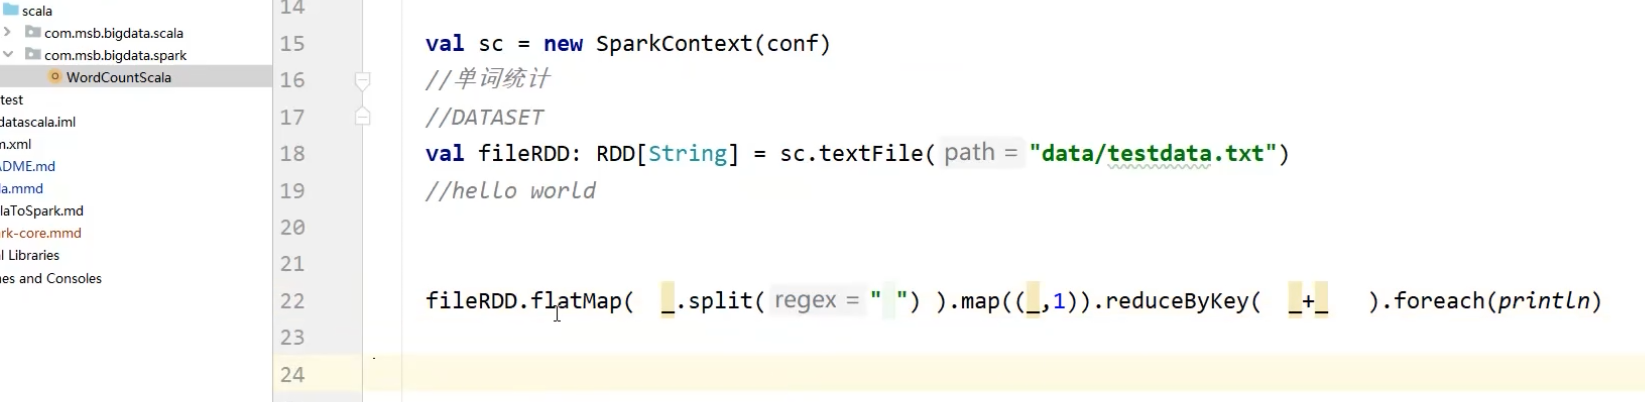 scala
com.msb.bigdata.scala
com.msb.bigdata.spark
WordCountScala
test
datascala.iml
m.xml
ADME.md
la.mmd
laToSpark.md
rk-core.mmd
l Libraries
nes and Consoles
14
15 val sc = new SparkContext(conf)
16 //单词统计
17 //DATASET
18 val fileRDD: RDD[String] = sc.textFile( path = "data/testdata.txt")
19 //hello world
20
21
22 fileRDD.flatMap( _.split( regex = " ") ).map((_,1)).reduceByKey( _+_ ).foreach(println)
23
24